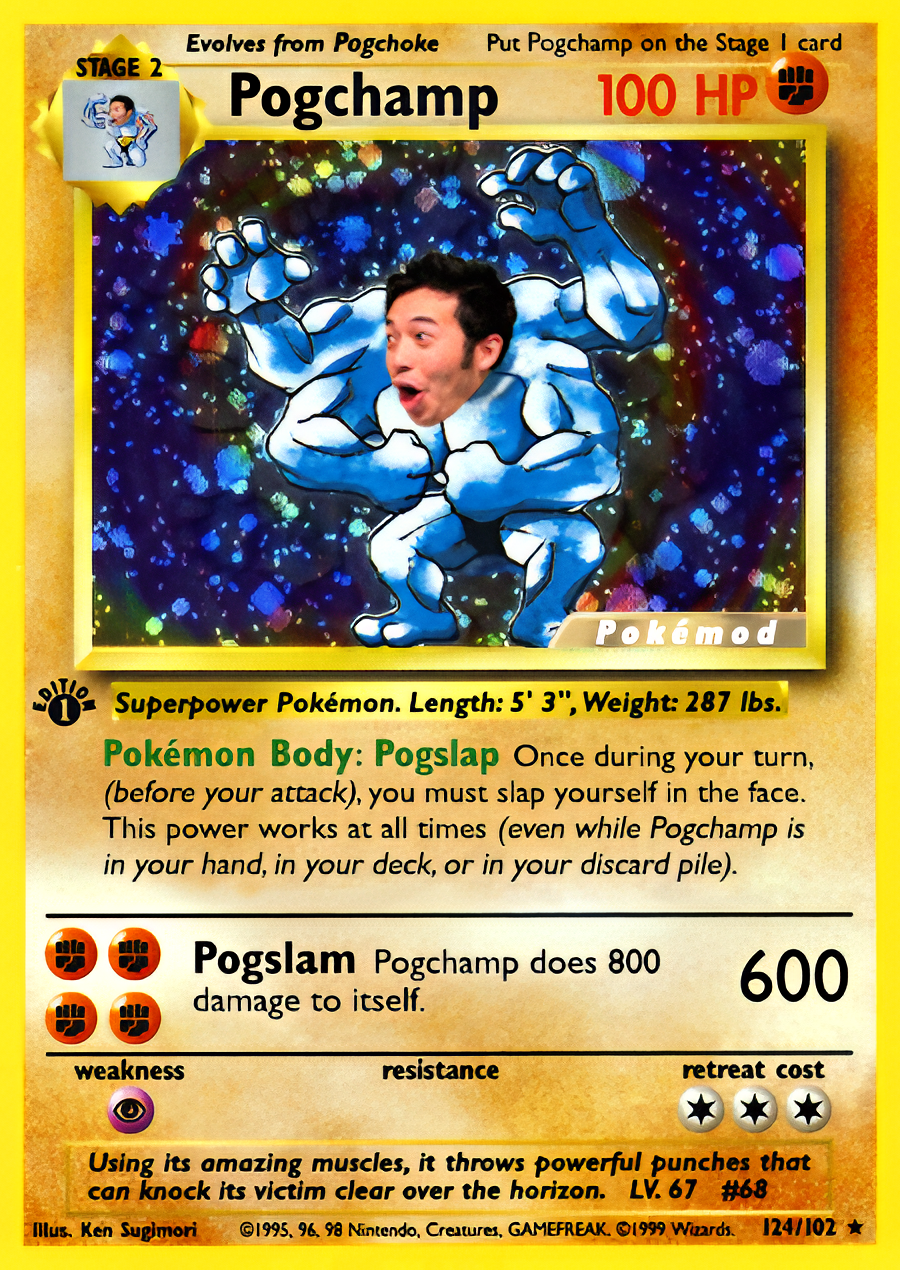 Evolves from Pogchoke Put Pogchamp on the Stage 1 card
STAGE 2
Pogchamp 100 HP
Pokémod
EDITION
1
Superpower Pokémon. Length: 5' 3", Weight: 287 lbs.
Pokémon Body: Pogslap Once during your turn,
(before your attack), you must slap yourself in the face.
This power works at all times (even while Pogchamp is
in your hand, in your deck, or in your discard pile).
Pogslam Pogchamp does 800 600
damage to itself.
weakness resistance retreat cost
Using its amazing muscles, it throws powerful punches that
can knock its victim clear over the horizon. LV. 67 #68
Illus. Ken Sugimori ©1995, 96, 98 Nintendo, Creatures, GAMEFREAK. ©1999 Wizards. 124/102 ★